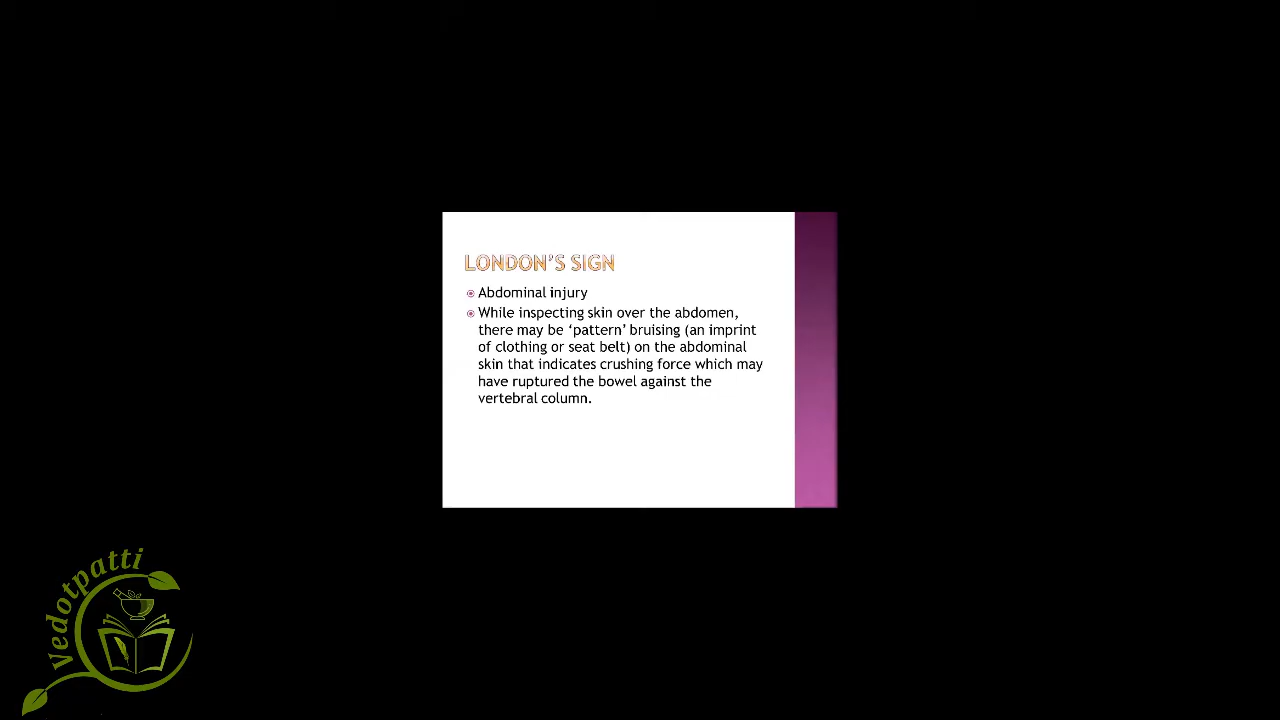 LONDON'S SIGN
Abdominal injury
While inspecting skin over the abdomen,
there may be ‘pattern’ bruising (an imprint
of clothing or seat belt) on the abdominal
skin that indicates crushing force which may
have ruptured the bowel against the
vertebral column.
vedotpatti